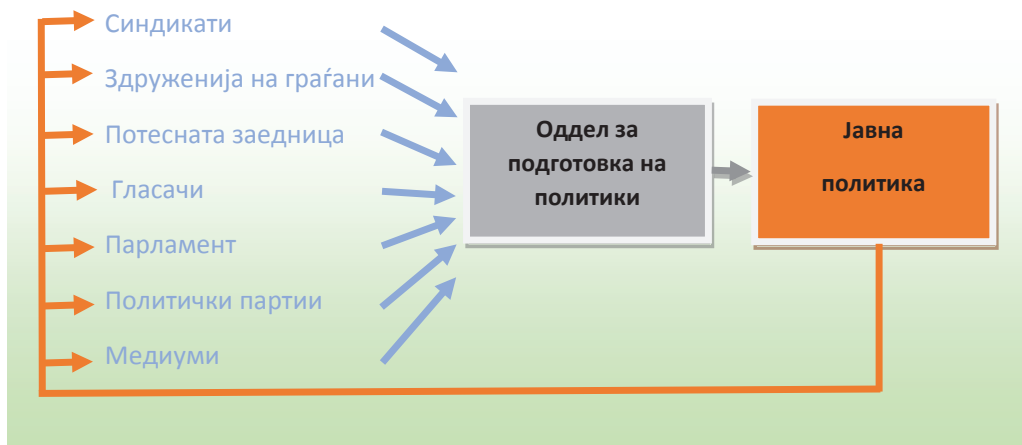 Синдикати
Здруженија на граѓани
Потесната заедница
Гласачи
Парламент
Политички партии
Медиуми
Оддел за
подготовка на
политики
Јавна
политика